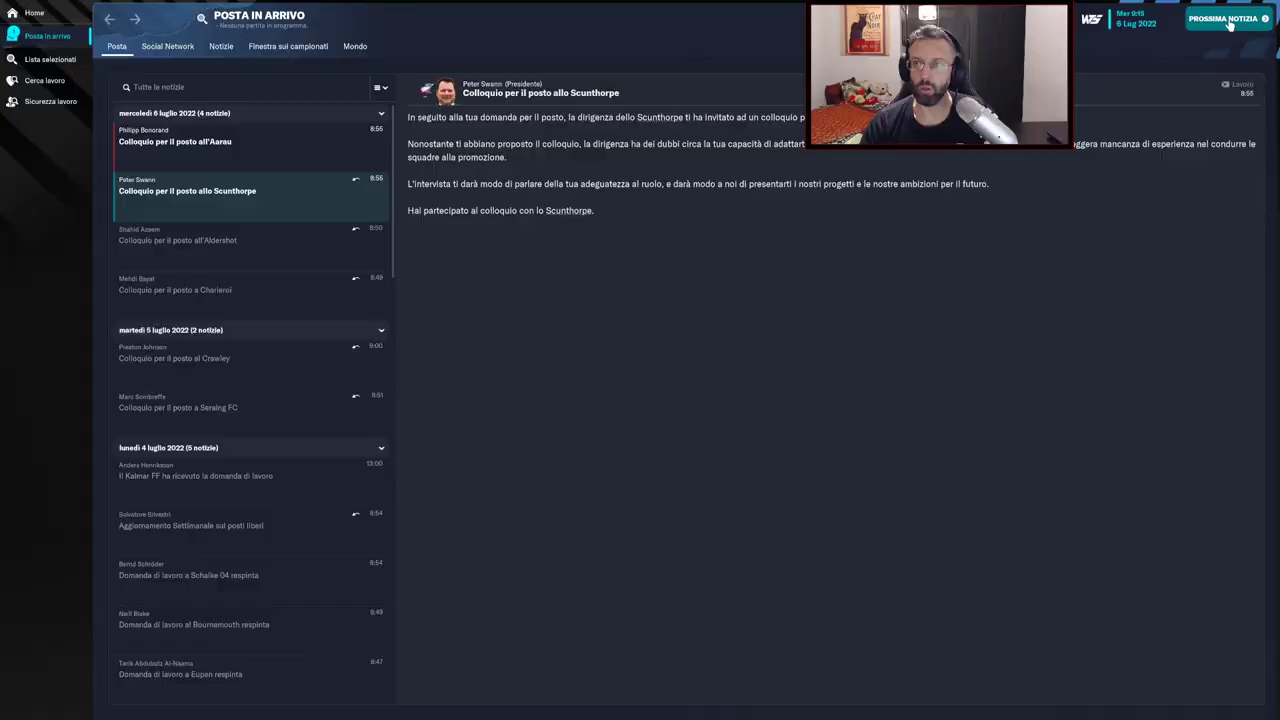 Home
Posta in arrivo
Lista selezionati
Cerca lavoro
Sicurezza lavoro
POSTA IN ARRIVO
- Nessuna partita in programma.
CHAT
NOIR
Mer 9:15
6 Lug 2022
PROSSIMA NOTIZIA
Posta
Social Network
Notizie
Finestra sui campionati
Mondo
Tutte le notizie
mercoledì 6 luglio 2022 (4 notizie)
Philipp Bonorand
8:56
Colloquio per il posto all'Aarau
Peter Swann
8:56
Colloquio per il posto allo Scunthorpe
Shahid Azeem
8:50
Colloquio per il posto all'Aldershot
Mehdi Bayat
8:49
Colloquio per il posto a Charleroi
martedì 5 luglio 2022 (2 notizie)
Preston Johnson
9:00
Colloquio per il posto al Crawley
Marc Sombreffe
8:51
Colloquio per il posto a Seraing FC
lunedì 4 luglio 2022 (5 notizie)
Anders Henriksson
13:00
Il Kalmar FF ha ricevuto la domanda di lavoro
Salvatore Silvestri
8:54
Aggiornamento Settimanale sui posti liberi
Bernd Schröder
8:54
Domanda di lavoro a Schalke 04 respinta
Neill Blake
8:49
Domanda di lavoro al Bournemouth respinta
Tarik Abdulaziz Al-Naama
8:47
Domanda di lavoro a Eupen respinta
Peter Swann (Presidente)
Colloquio per il posto allo Scunthorpe
Lavoro
8:56
In seguito alla tua domanda per il posto, la dirigenza dello Scunthorpe ti ha invitato ad un colloquio p
Nonostante ti abbiano proposto il colloquio, la dirigenza ha dei dubbi circa la tua capacità di adattart oggera mancanza di esperienza nel condurre le
squadre alla promozione.
L'intervista ti darà modo di parlare della tua adeguatezza al ruolo, e darà modo a noi di presentarti i nostri progetti e le nostre ambizioni per il futuro.
Hai partecipato al colloquio con lo Scunthorpe.